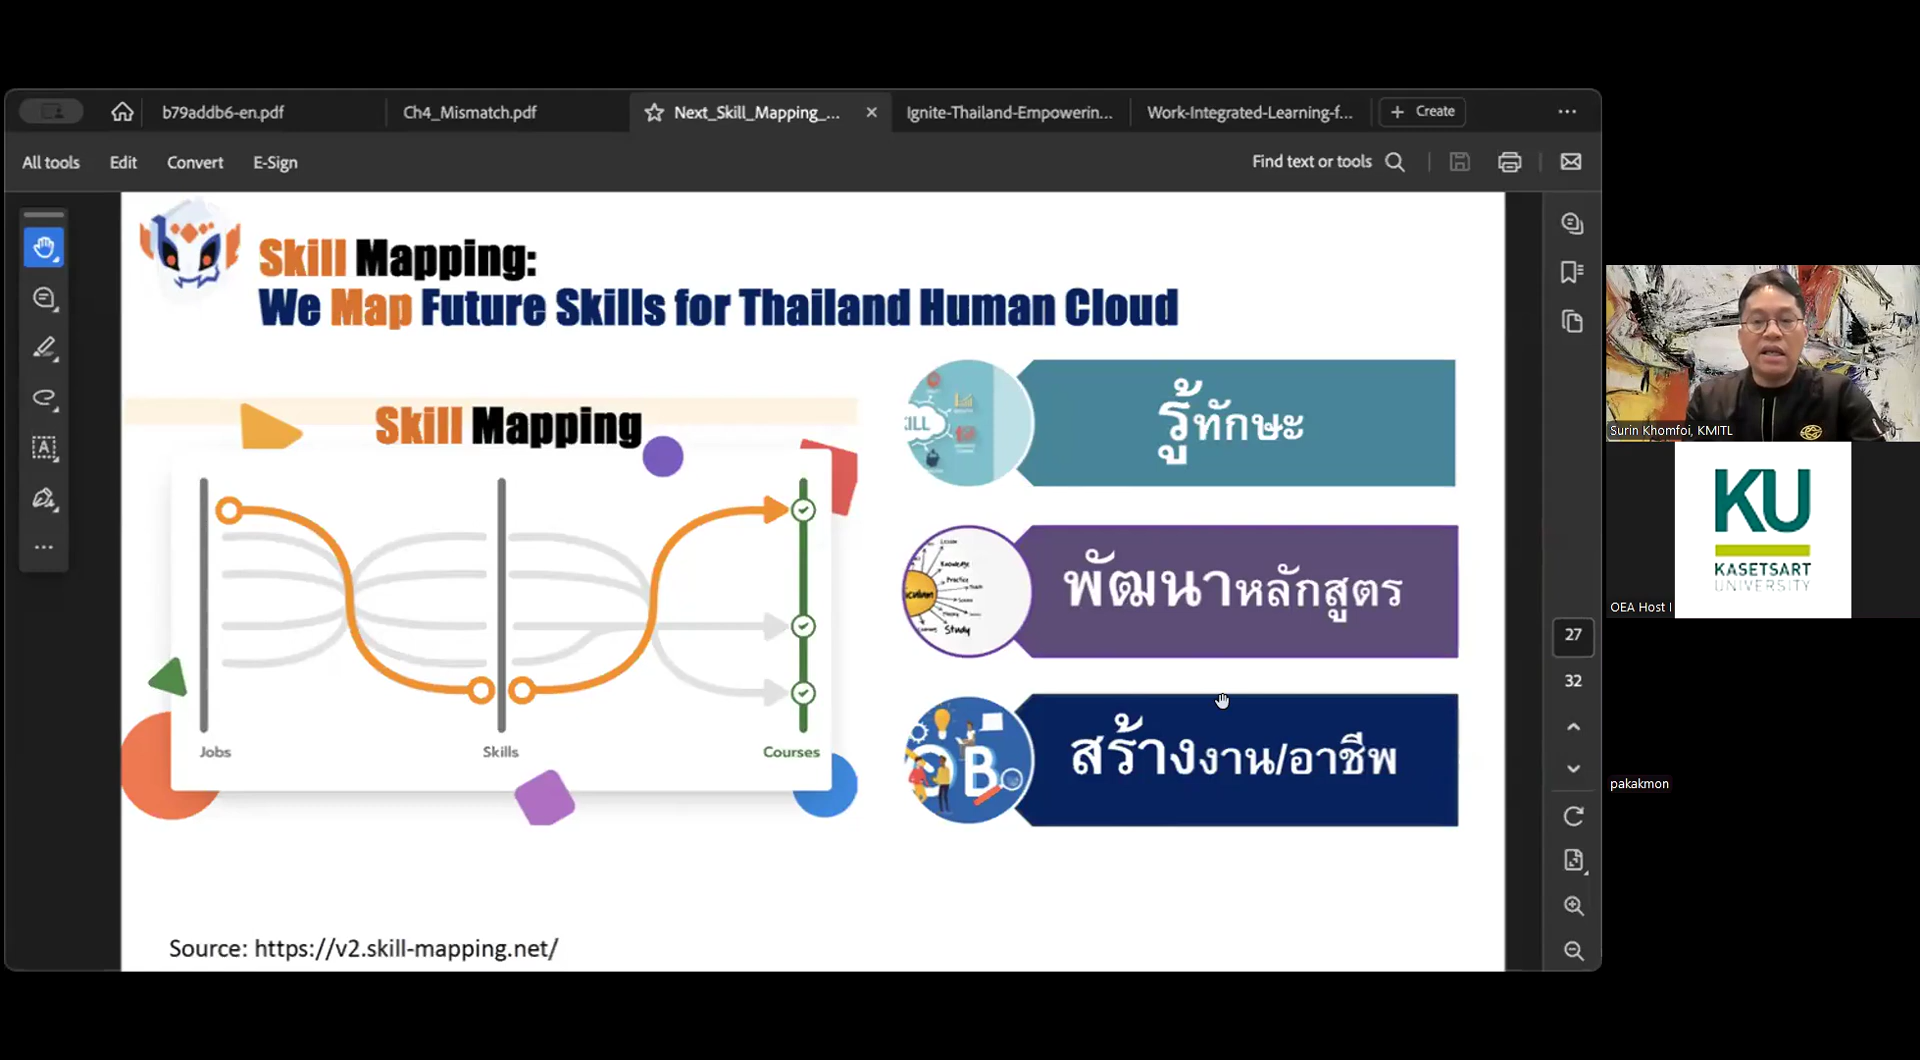 b79addb6-en.pdf
Ch4_Mismatch.pdf
Next_Skill_Mapping_...
Ignite-Thailand-Empowerin...
Work-Integrated-Learning-f...
Create
All tools
Edit
Convert
E-Sign
Find text or tools
Skill Mapping:
We Map Future Skills for Thailand Human Cloud
Skill Mapping
Jobs
Skills
Courses
รู้ทักษะ
Knowledge
Practice
Study
พัฒนาหลักสูตร
สร้างงาน/อาชีพ
Source: https://v2.skill-mapping.net/
27
32
Surin Khomfoi, KMITL
KU
KASETSART
UNIVERSITY
OEA Host
pakakmon